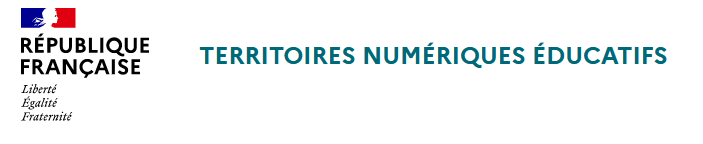 RÉPUBLIQUE
FRANÇAISE
Liberté
Égalité
Fraternité
TERRITOIRES NUMÉRIQUES ÉDUCATIFS